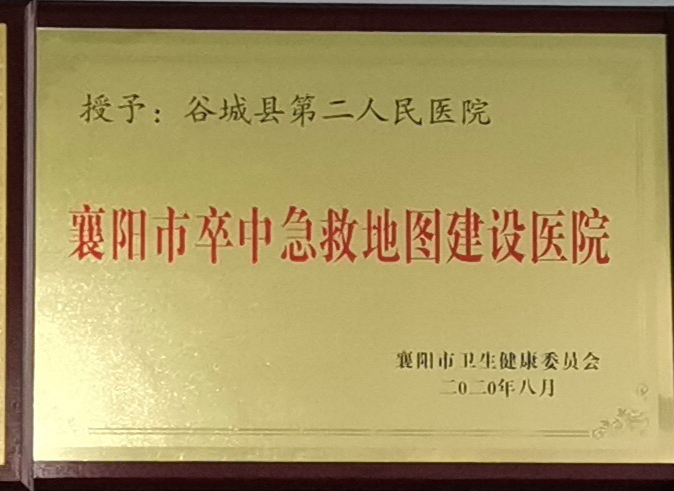 授予：谷城县第二人民医院
襄阳市卒中急救地图建设医院
襄阳市卫生健康委员会
二0二0年八月